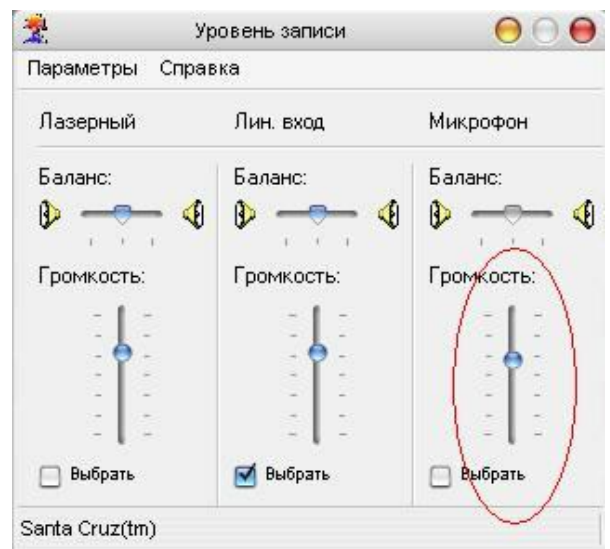 Уровень записи
Параметры Справка
Лазерный Лин. вход Микрофон
Баланс: Баланс: Баланс:
Громкость: Громкость: Громкость:
Выбрать Выбрать Выбрать
Santa Cruz(tm)